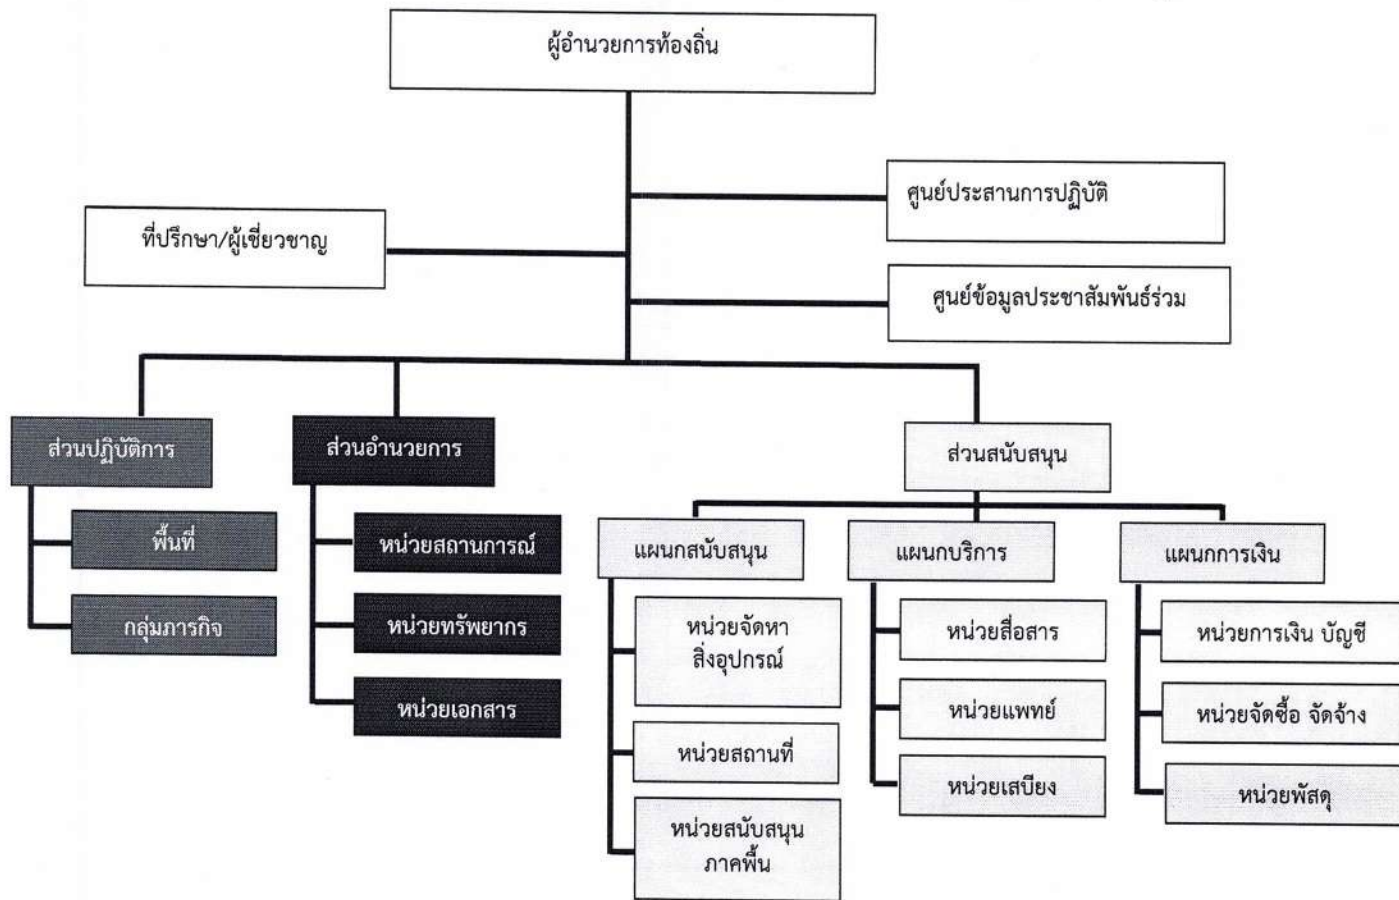 ผู้อำนวยการท้องถิ่น
ศูนย์ประสานการปฏิบัติ
ที่ปรึกษา/ผู้เชี่ยวชาญ
ศูนย์ข้อมูลประชาสัมพันธ์ร่วม
ส่วนปฏิบัติการ
พื้นที่
กลุ่มภารกิจ
ส่วนอำนวยการ
หน่วยสถานการณ์
หน่วยทรัพยากร
หน่วยเอกสาร
ส่วนสนับสนุน
แผนกสนับสนุน
หน่วยจัดหา
สิ่งอุปกรณ์
หน่วยสถานที่
หน่วยสนับสนุน
ภาคพื้น
แผนกบริการ
หน่วยสื่อสาร
หน่วยแพทย์
หน่วยเสบียง
แผนกการเงิน
หน่วยการเงิน บัญชี
หน่วยจัดซื้อ จัดจ้าง
หน่วยพัสดุ